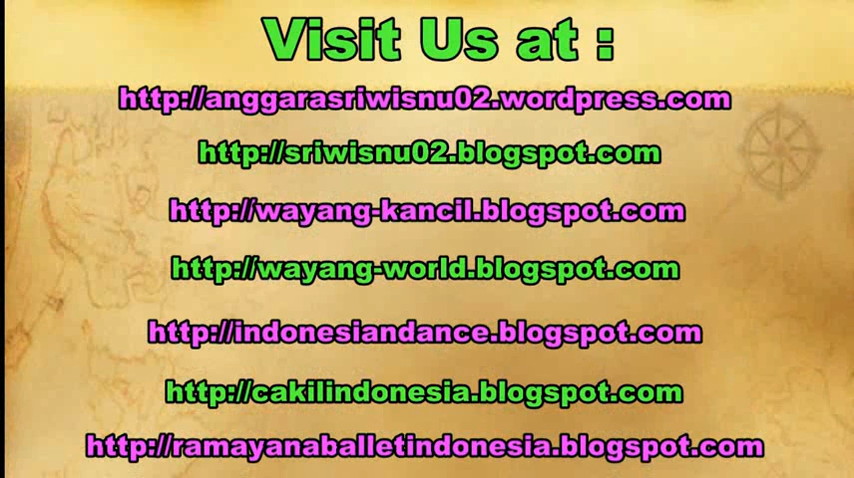 Visit Us at :
http://anggarasriwisnu02.wordpress.com
http://sriwisnu02.blogspot.com
http://wayang-kancil.blogspot.com
http://wayang-world.blogspot.com
http://indonesiandance.blogspot.com
http://cakilindonesia.blogspot.com
http://ramayanaballetindonesia.blogspot.com